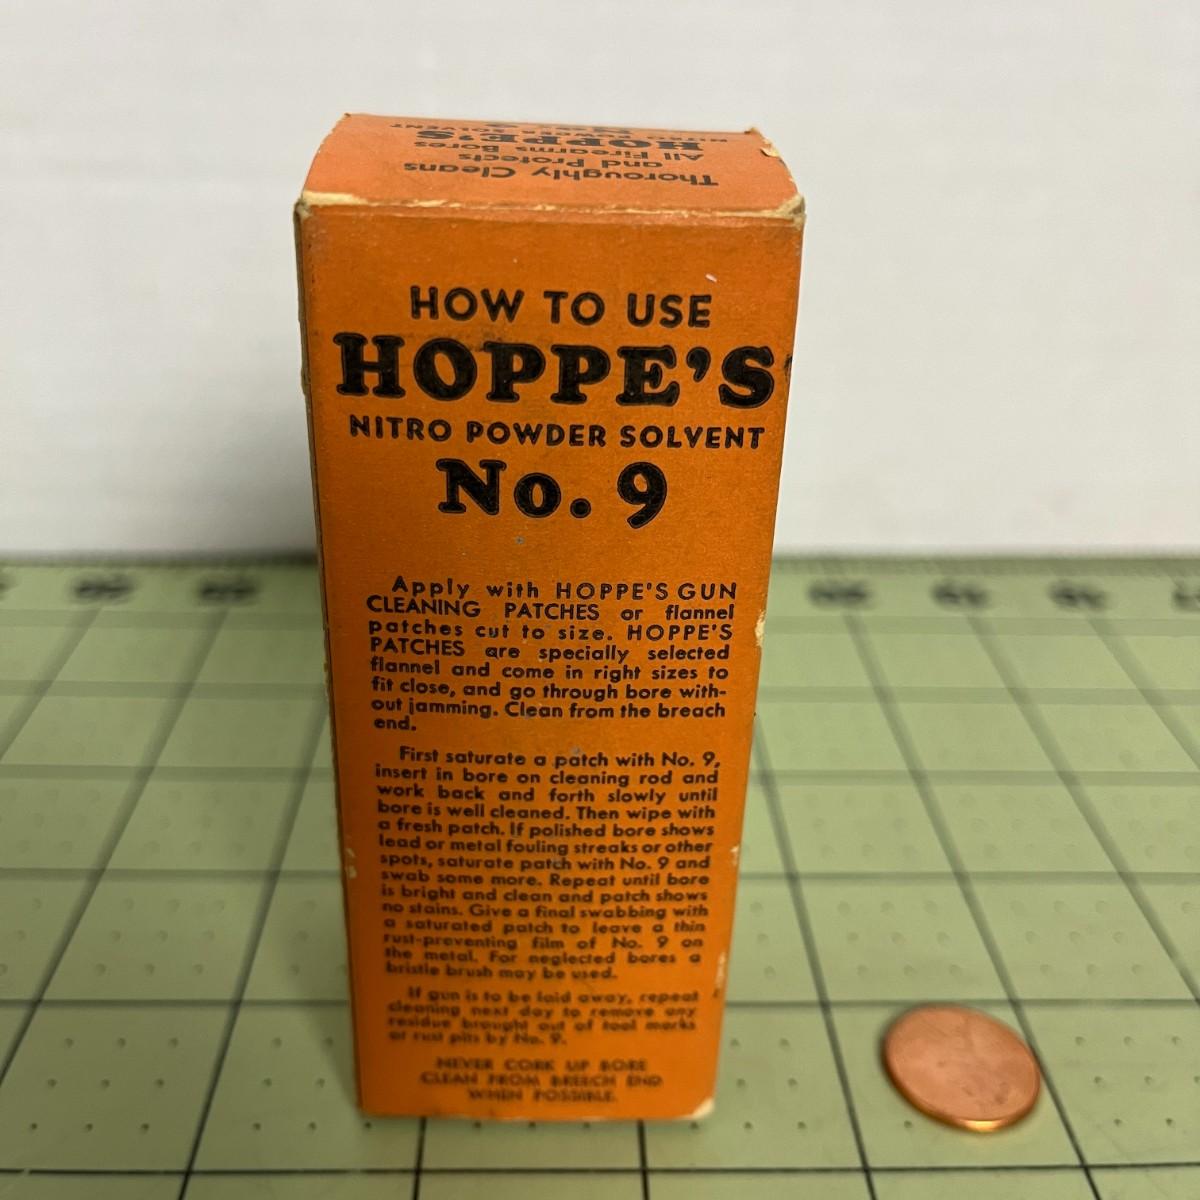 Thoroughly Cleans
and Protects
All Firearms Bores
HOPPE'S
NITRO POWDER SOLVENT
No. 9
HOW TO USE
HOPPE'S
NITRO POWDER SOLVENT
No. 9
Apply with HOPPE'S GUN
CLEANING PATCHES or flannel
patches cut to size. HOPPE'S
PATCHES are specially selected
flannel and come in right sizes to
fit close, and go through bore with-
out jamming. Clean from the breach
end.
First saturate a patch with No. 9,
insert in bore on cleaning rod and
work back and forth slowly until
bore is well cleaned. Then wipe with
a fresh patch. If polished bore shows
lead or metal fouling streaks or other
spots, saturate patch with No. 9 and
swab some more. Repeat until bore
is bright and clean and patch shows
no stains. Give a final swabbing with
a saturated patch to leave a thin
rust-preventing film of No. 9 on
the metal. For neglected bores a
bristle brush may be used.
If gun is to be laid away, repeat
cleaning next day to remove any
residue brought out of tool marks
or rust pits by No. 9.
NEVER CORK UP BORE
CLEAN FROM BREECH END
WHEN POSSIBLE.